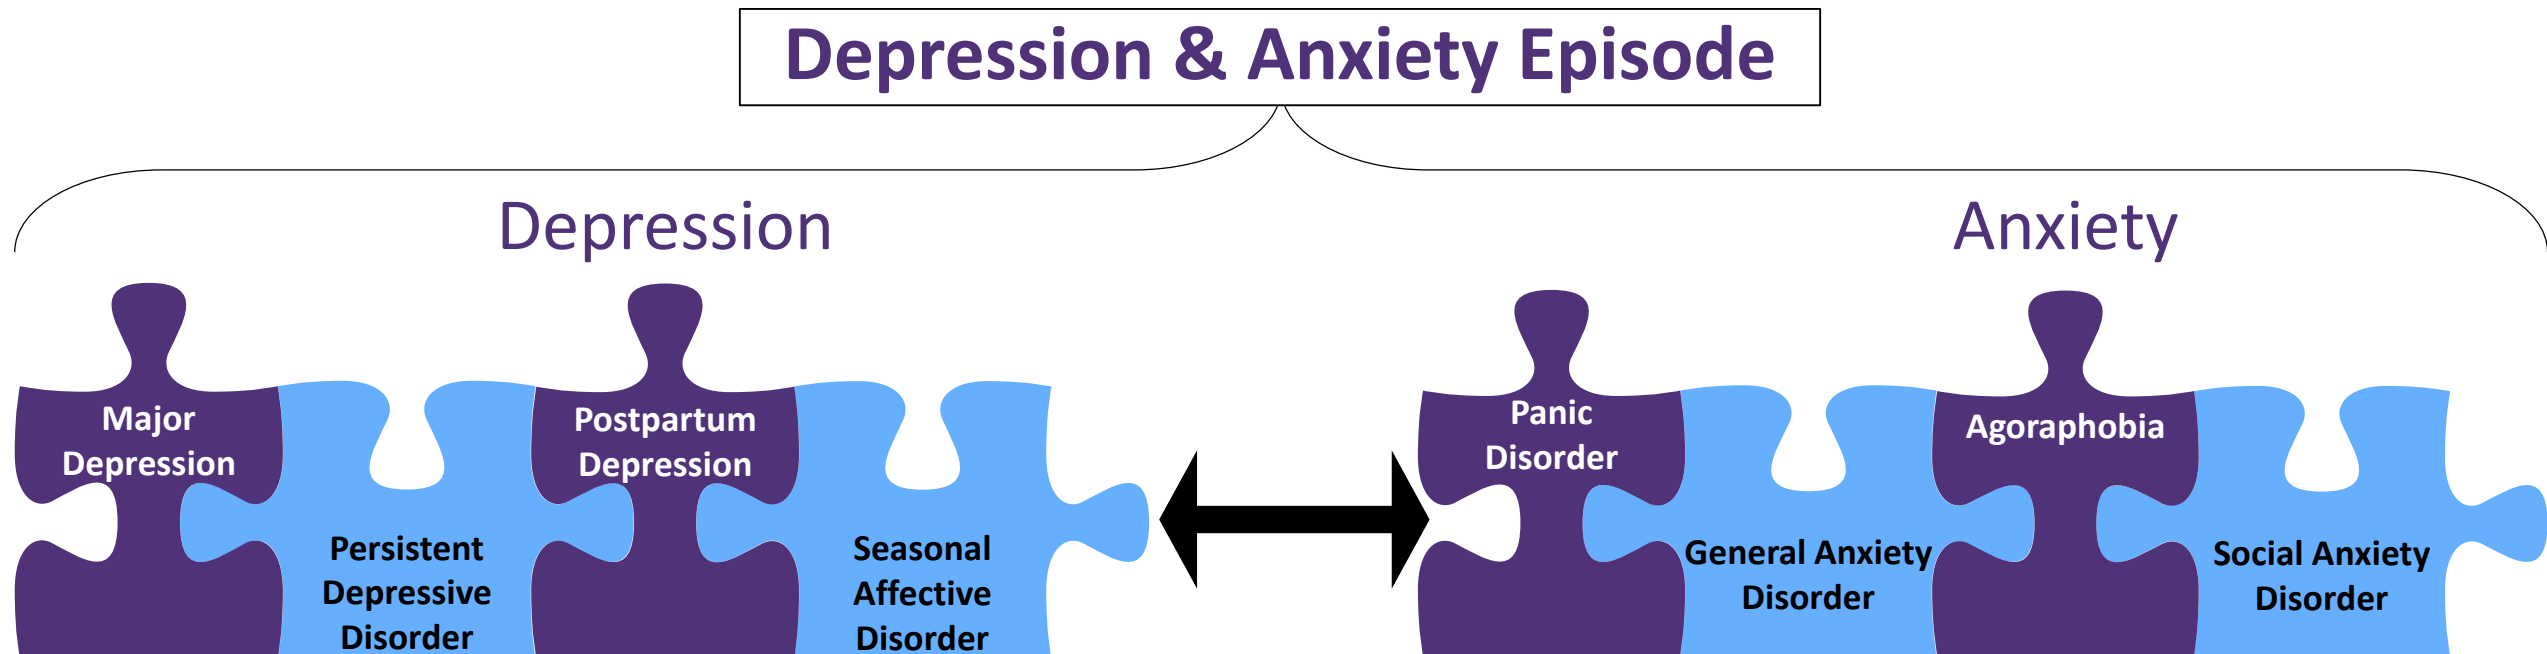 Depression & Anxiety Episode
Depression
Anxiety
Major
Depression
Persistent
Depressive
Disorder
Postpartum
Depression
Seasonal
Affective
Disorder
Panic
Disorder
General Anxiety
Disorder
Agoraphobia
Social Anxiety
Disorder